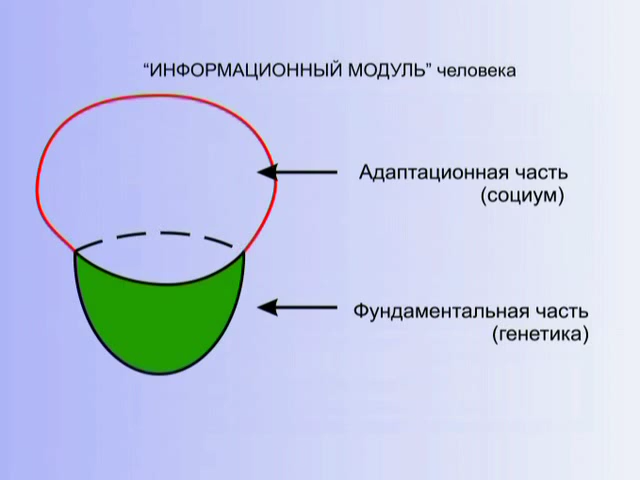 “ИНФОРМАЦИОННЫЙ МОДУЛЬ” человека
Адаптационная часть
(социум)
Фундаментальная часть
(генетика)